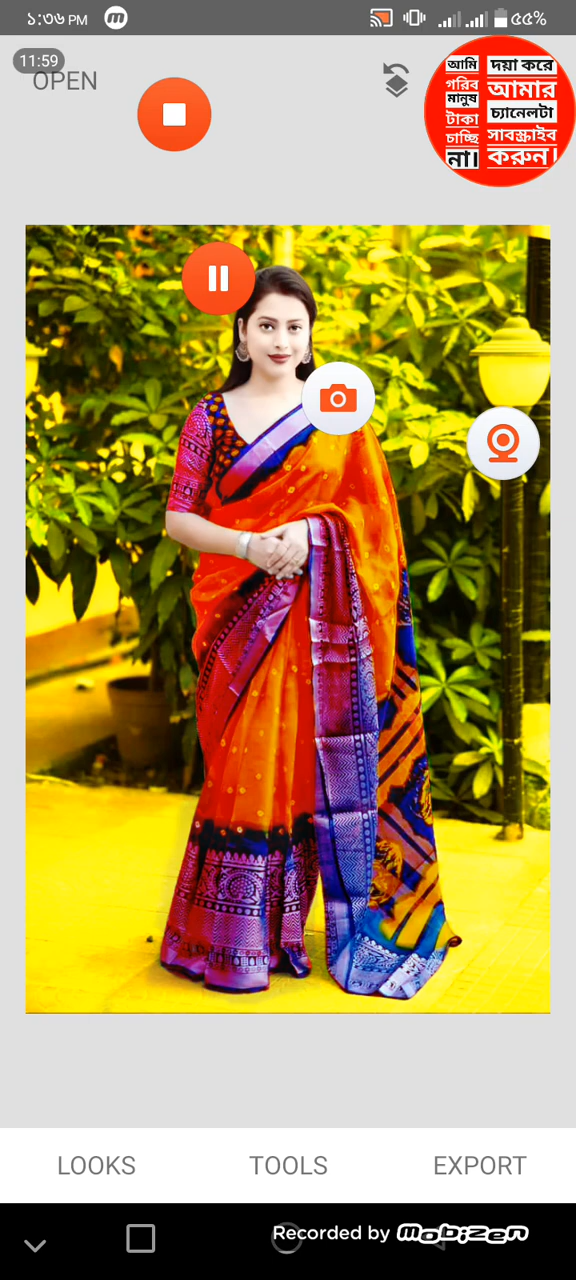 ১:৩৬ PM
৫৫%
11:59
OPEN
আমি
গরিব
মানুষ
টাকা
চাচ্ছি
না।
দয়া করে
আমার
চ্যানেলটা
সাবস্ক্রাইব
করুন।
LOOKS TOOLS EXPORT
Recorded by mobizen